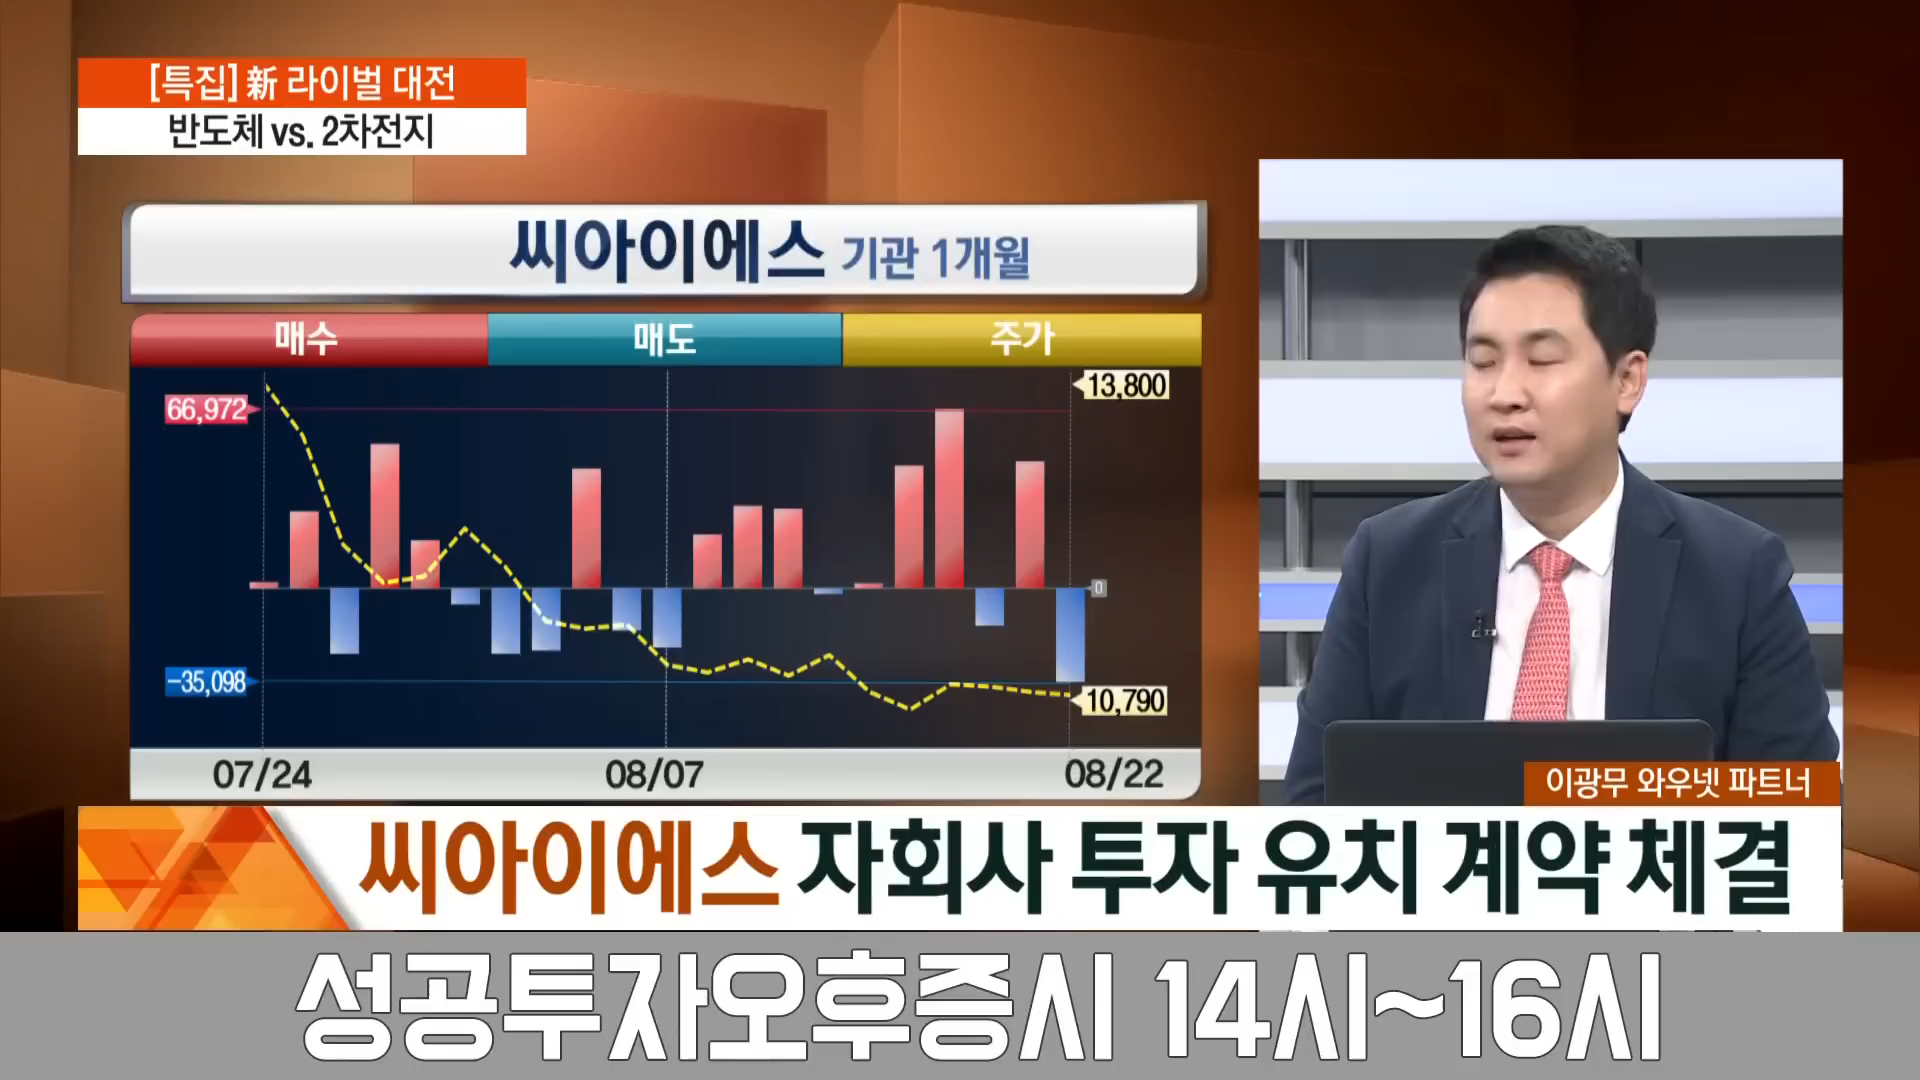 [특집] 新 라이벌 대전
반도체 vs. 2차전지
씨아이에스 기관 1개월
매수 매도 주가
66,972
13,800
0
-35,098
10,790
07/24 08/07 08/22
이광무 와우넷 파트너
씨아이에스 자회사 투자 유치 계약 체결
성공투자오후증시 14시~16시